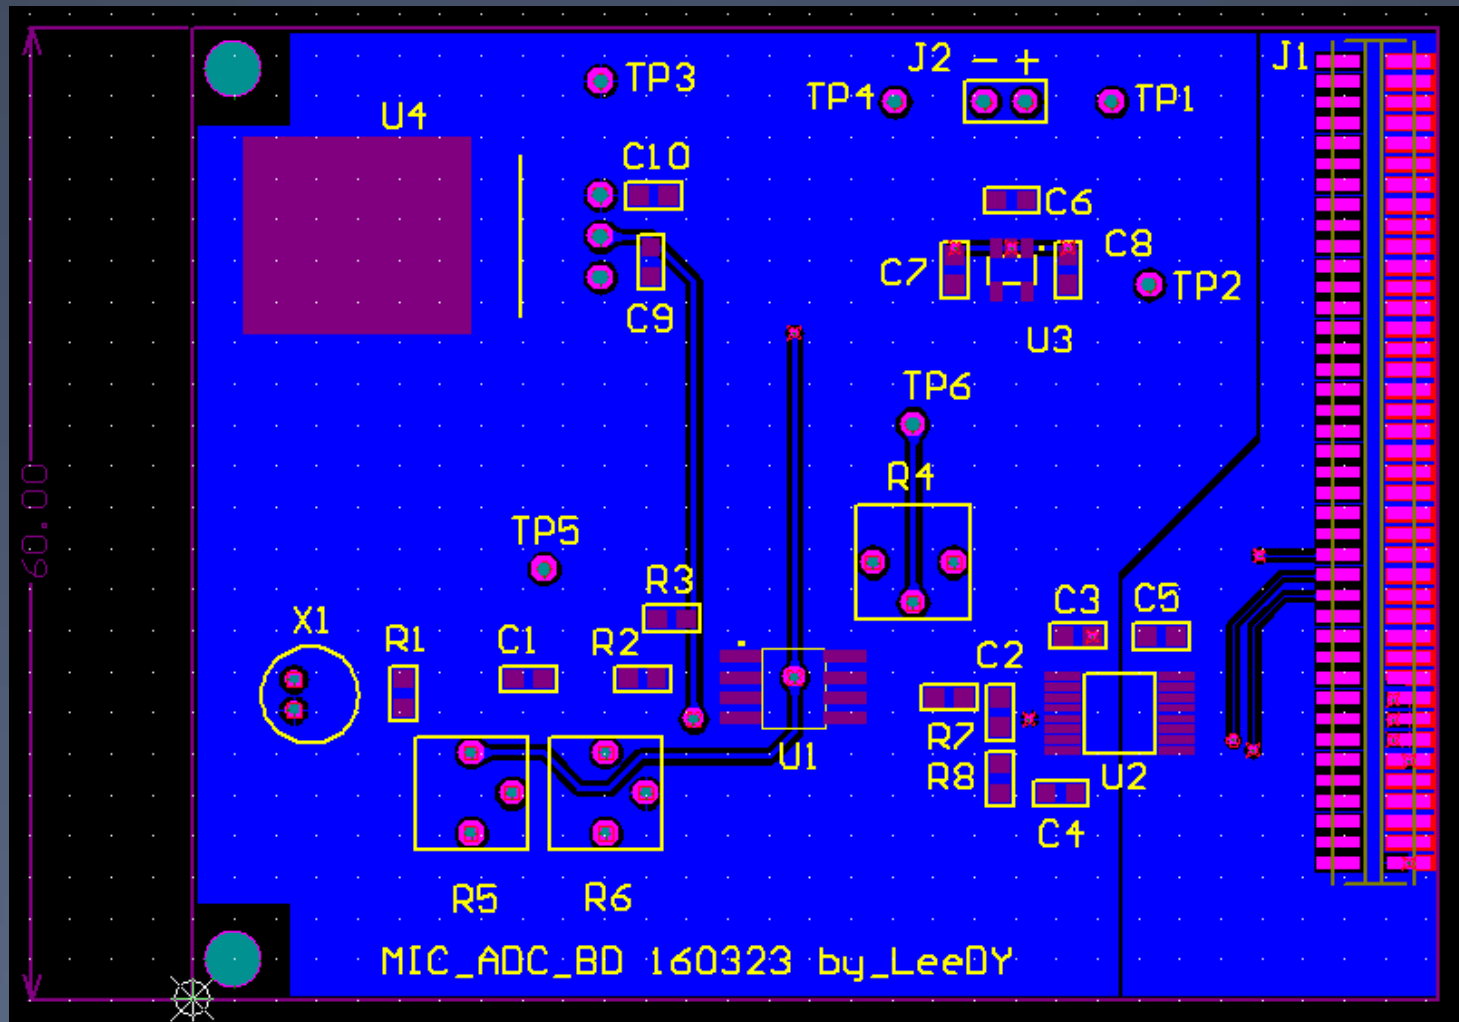 J2 - +
J1
TP3
TP4
TP1
U4
C10
C6
C7
C8
TP2
C9
U3
TP6
R4
60.00
TP5
R3
C3
C5
X1
R1
C1
R2
C2
R7
U1
R8
U2
C4
R5
R6
MIC_ADC_BD 160323 by_LeeDY